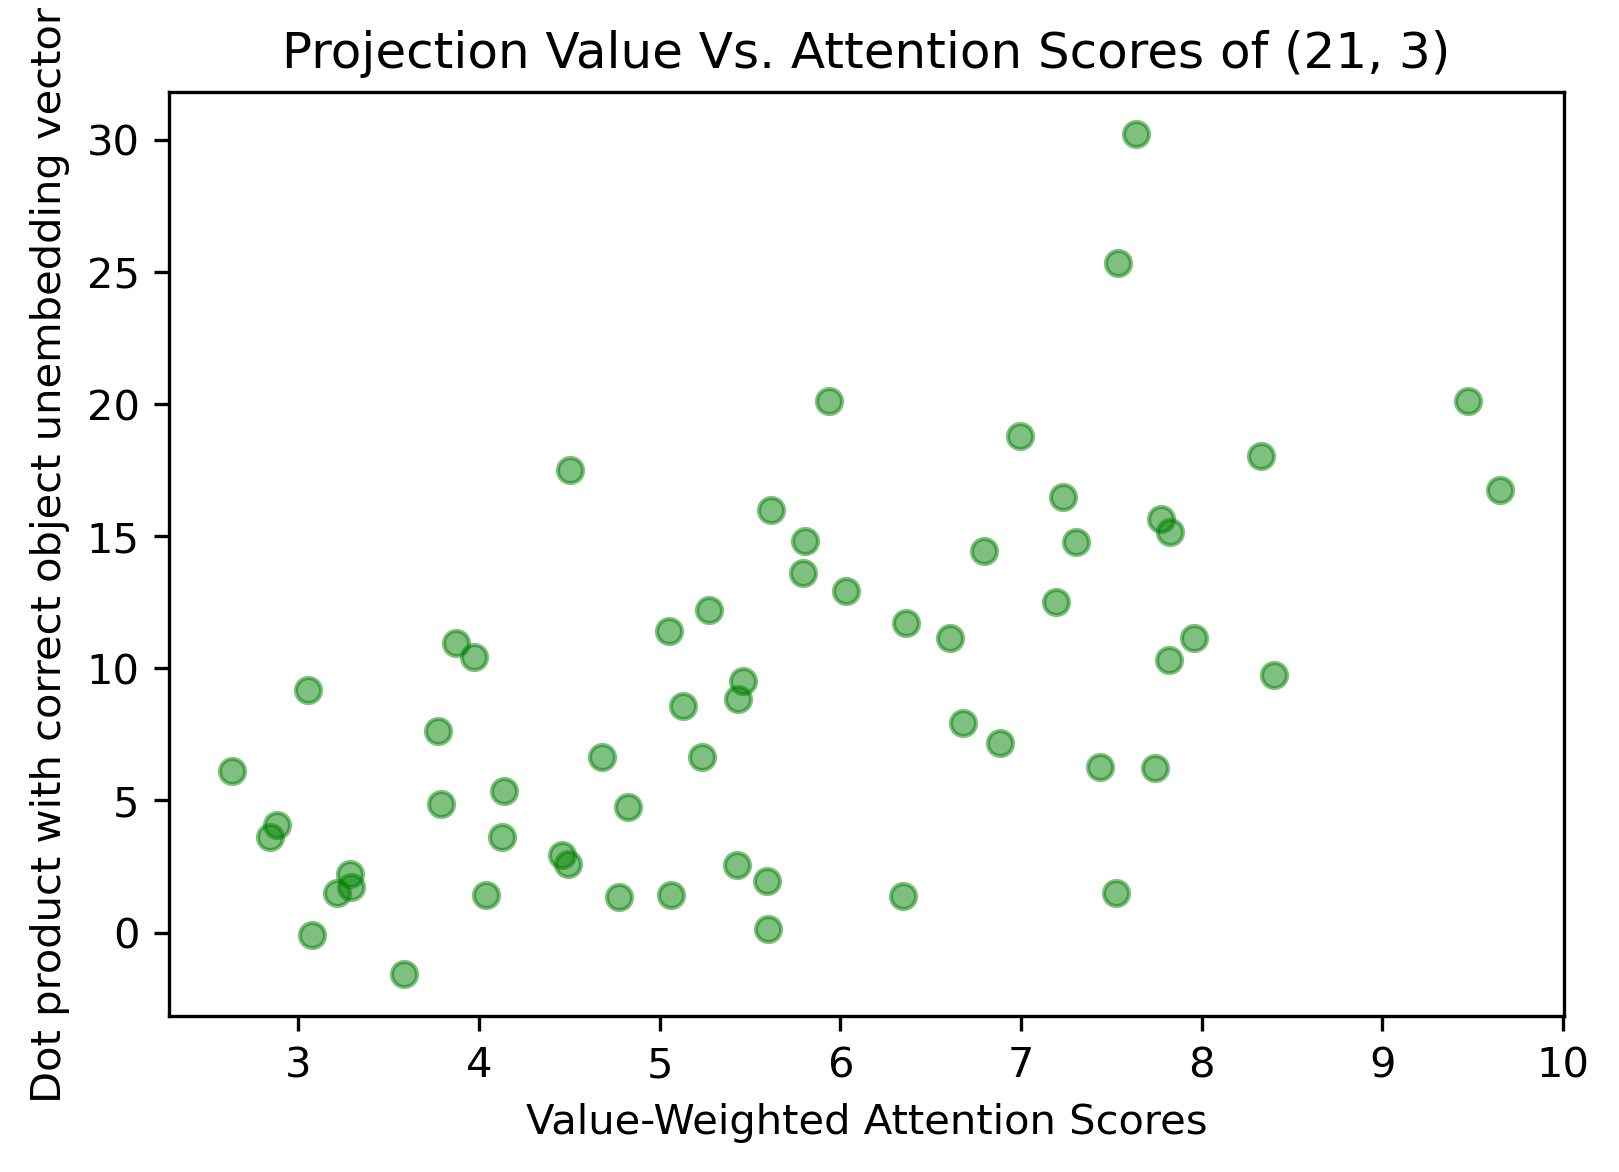 Projection Value Vs. Attention Scores of (21, 3)
Dot product with correct object unembedding vector
30
25
20
15
10
5
0
3 4 5 6 7 8 9 10
Value-Weighted Attention Scores